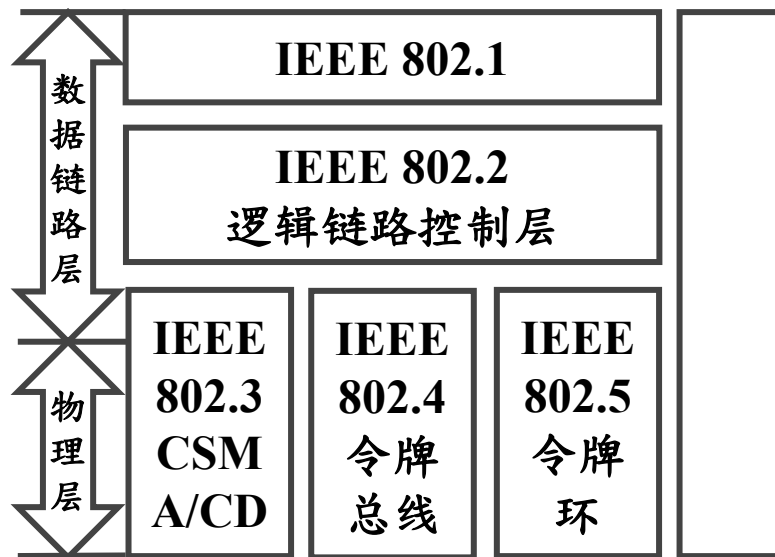 数据链路层
IEEE 802.1
IEEE 802.2
逻辑链路控制层
物理层
IEEE
802.3
CSM
A/CD
IEEE
802.4
令牌
总线
IEEE
802.5
令牌
环